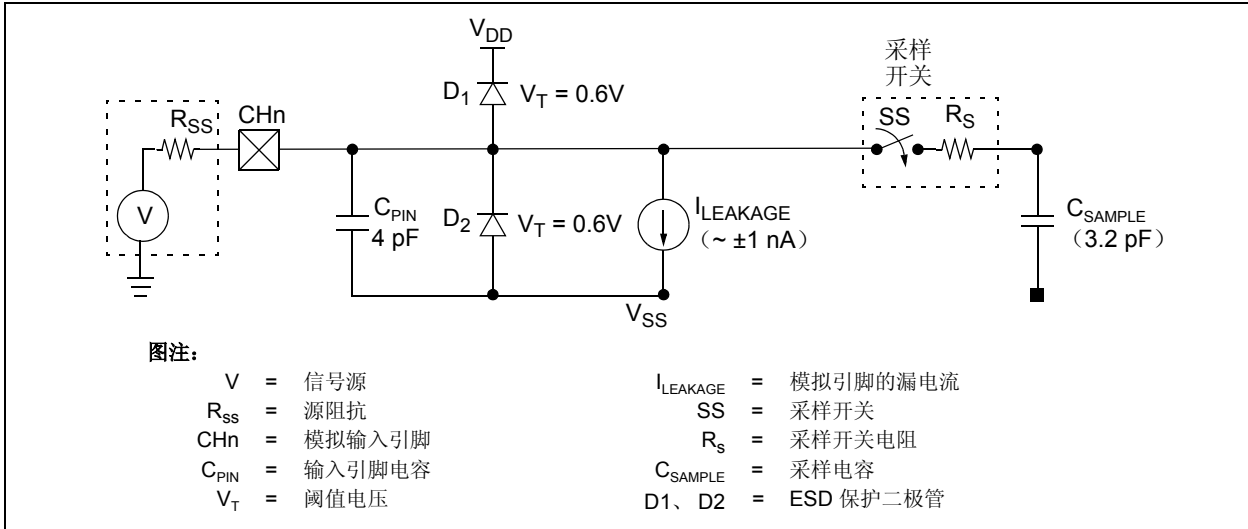 V_DD
采样
开关
D_1 V_T = 0.6V
CHn
R_SS
SS R_S
V
C_PIN
4 pF
D_2 V_T = 0.6V
I_LEAKAGE
（~ ±1 nA）
C_SAMPLE
（3.2 pF）
V_SS
图注：
V = 信号源
R_ss = 源阻抗
CHn = 模拟输入引脚
C_PIN = 输入引脚电容
V_T = 阈值电压
I_LEAKAGE = 模拟引脚的漏电流
SS = 采样开关
R_s = 采样开关电阻
C_SAMPLE = 采样电容
D1、 D2 = ESD 保护二极管